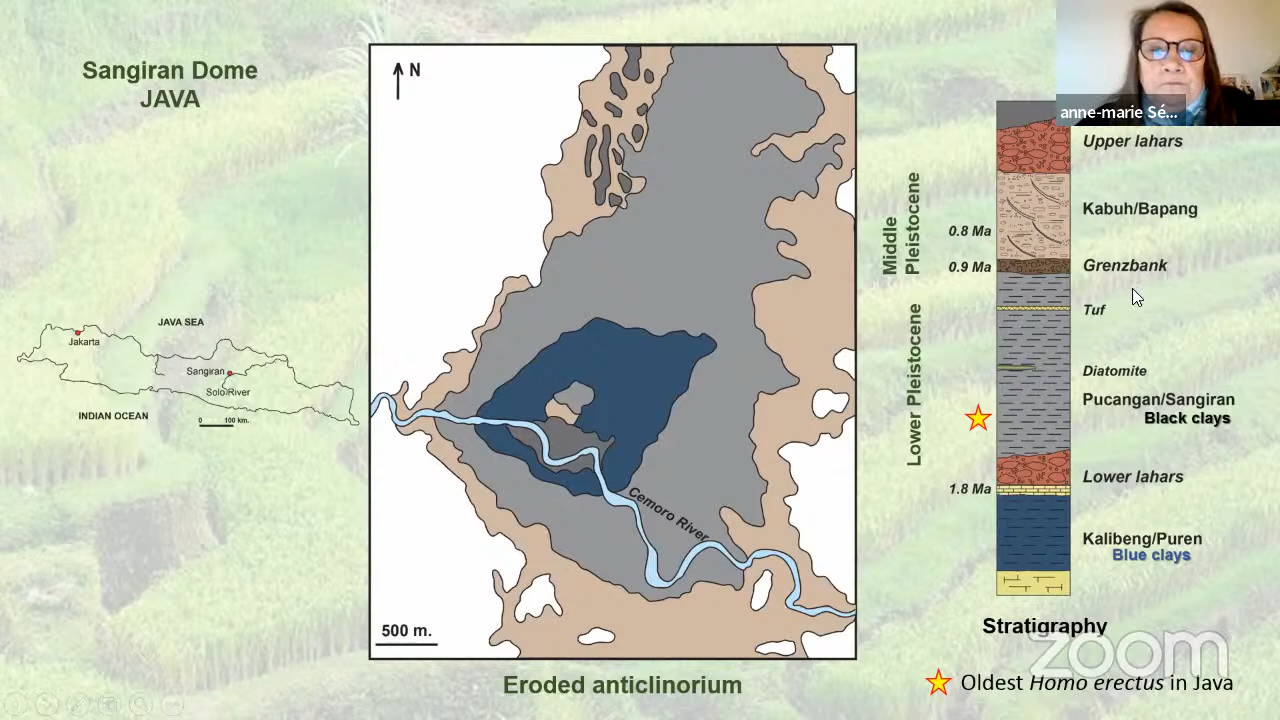 Sangiran Dome
JAVA
JAVA SEA
Jakarta
Sangiran
Solo River
INDIAN OCEAN
0 100 km.
N
Cemoro River
500 m.
Eroded anticlinorium
anne-marie Sé...
Middle
Pleistocene
Lower Pleistocene
Upper lahars
Kabuh/Bapang
0.8 Ma
0.9 Ma
Grenzbank
Tuf
Diatomite
Pucangan/Sangiran
Black clays
Lower lahars
1.8 Ma
Kalibeng/Puren
Blue clays
Stratigraphy
zoom
Oldest Homo erectus in Java